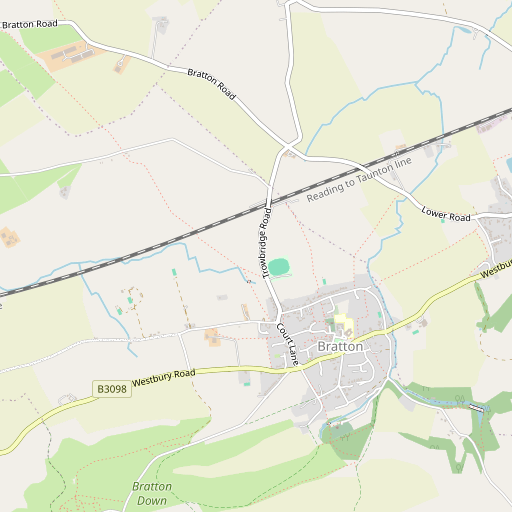 Bratton Road
Bratton Road
Reading to Taunton line
Lower Road
Trowbridge Road
Westbury
Court Lane
Bratton
Westbury Road
B3098
Bratton
Down